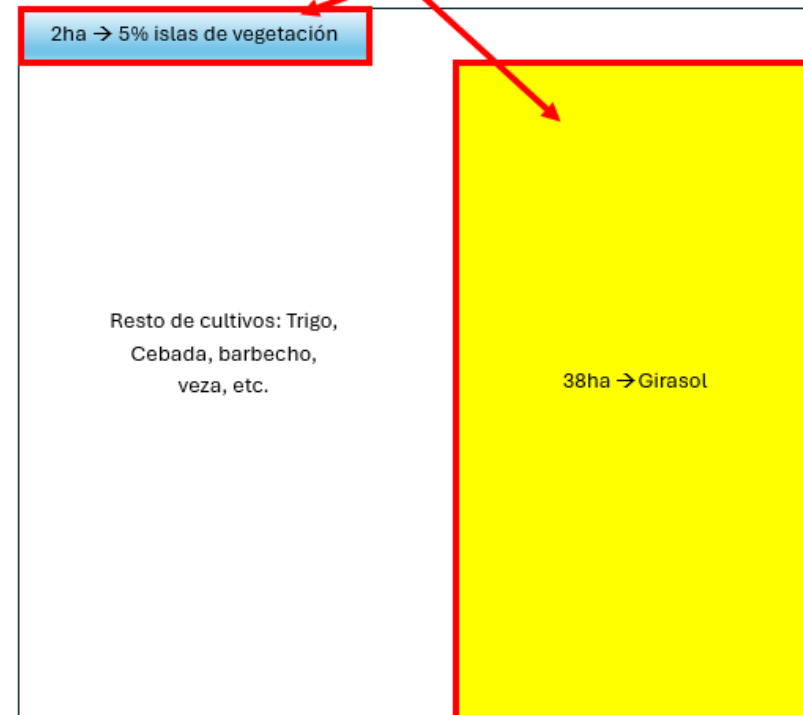 2ha → 5% islas de vegetación
Resto de cultivos: Trigo,
Cebada, barbecho,
veza, etc.
38ha → Girasol